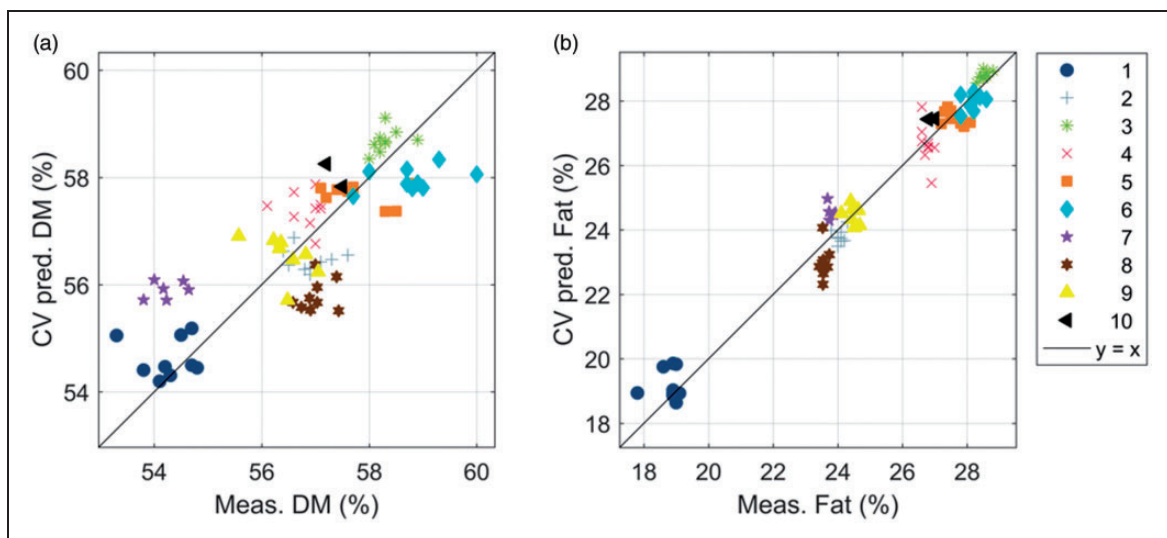 (a)
CV pred. DM (%)
60
58
56
54
54 56 58 60
Meas. DM (%)
(b)
CV pred. Fat (%)
28
26
24
22
20
18
18 20 22 24 26 28
Meas. Fat (%)
1
2
3
4
5
6
7
8
9
10
y = x